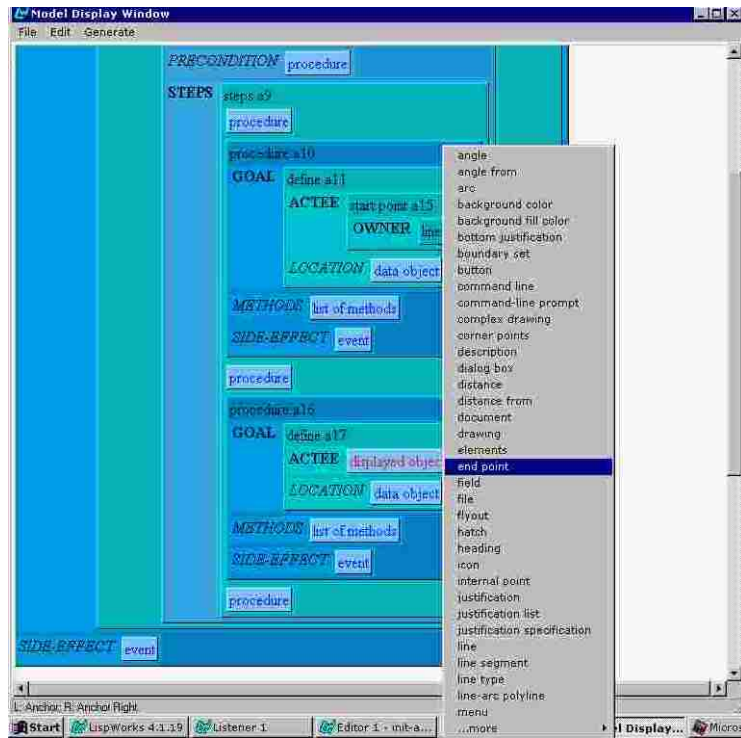 Model Display Window
File Edit Generate
PRECONDITION procedure
STEPS steps a9
procedure
procedure a10
GOAL define a11
ACTEE start point a15
OWNER line
LOCATION data object
METHODS list of methods
SIDE-EFFECT event
procedure
procedure a16
GOAL define a17
ACTEE displayed objec
LOCATION data object
METHODS list of methods
SIDE-EFFECT event
procedure
SIDE-EFFECT event
angle
angle from
arc
background color
background fill color
bottom justification
boundary set
button
command line
command-line prompt
complex drawing
corner points
description
dialog box
distance
distance from
document
drawing
elements
end point
field
file
flyout
hatch
heading
icon
internal point
justification
justification list
justification specification
line
line segment
line type
line-arc polyline
menu
...more
L: Anchor; R: Anchor Right
Start LispWorks 4.1.19 Listener 1 Editor 1 - init-a... l Display... Micros